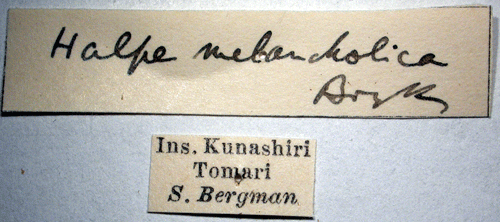 Halpe melancholica
Bryk
Ins. Kunashiri
Tomari
S. Bergman